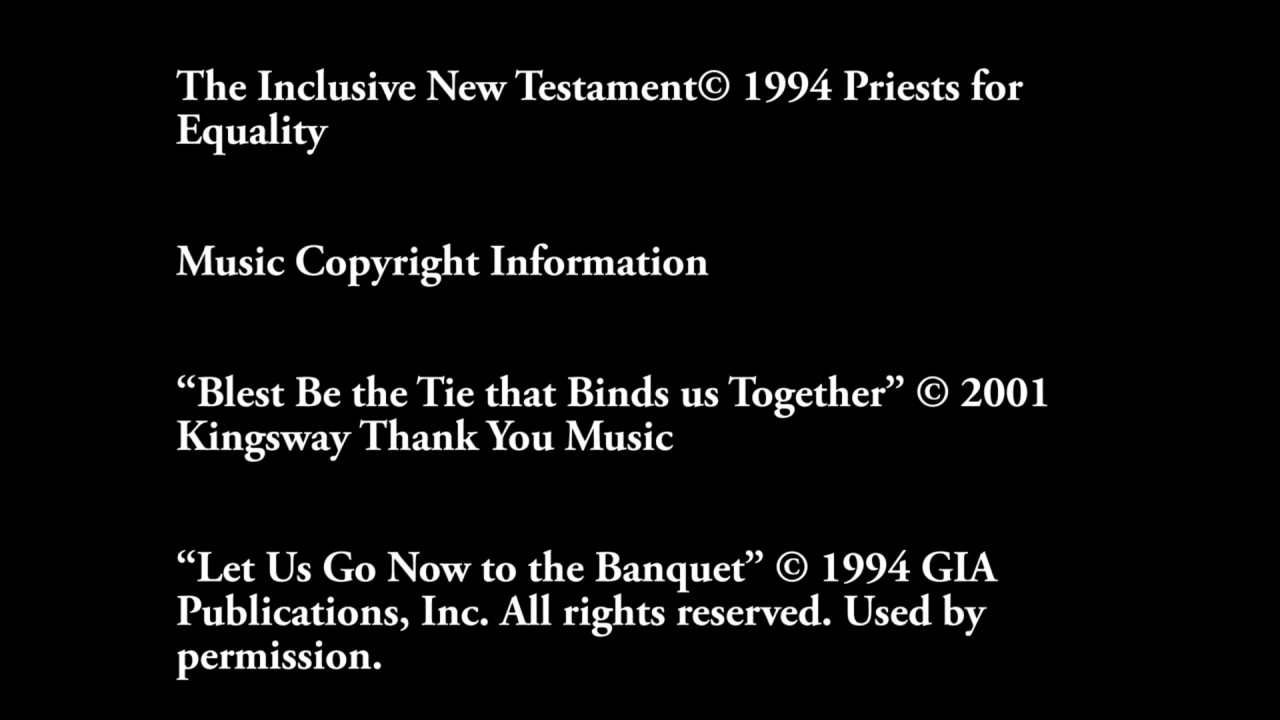 The Inclusive New Testament© 1994 Priests for
Equality
Music Copyright Information
“Blest Be the Tie that Binds us Together” © 2001
Kingsway Thank You Music
“Let Us Go Now to the Banquet” © 1994 GIA
Publications, Inc. All rights reserved. Used by
permission.